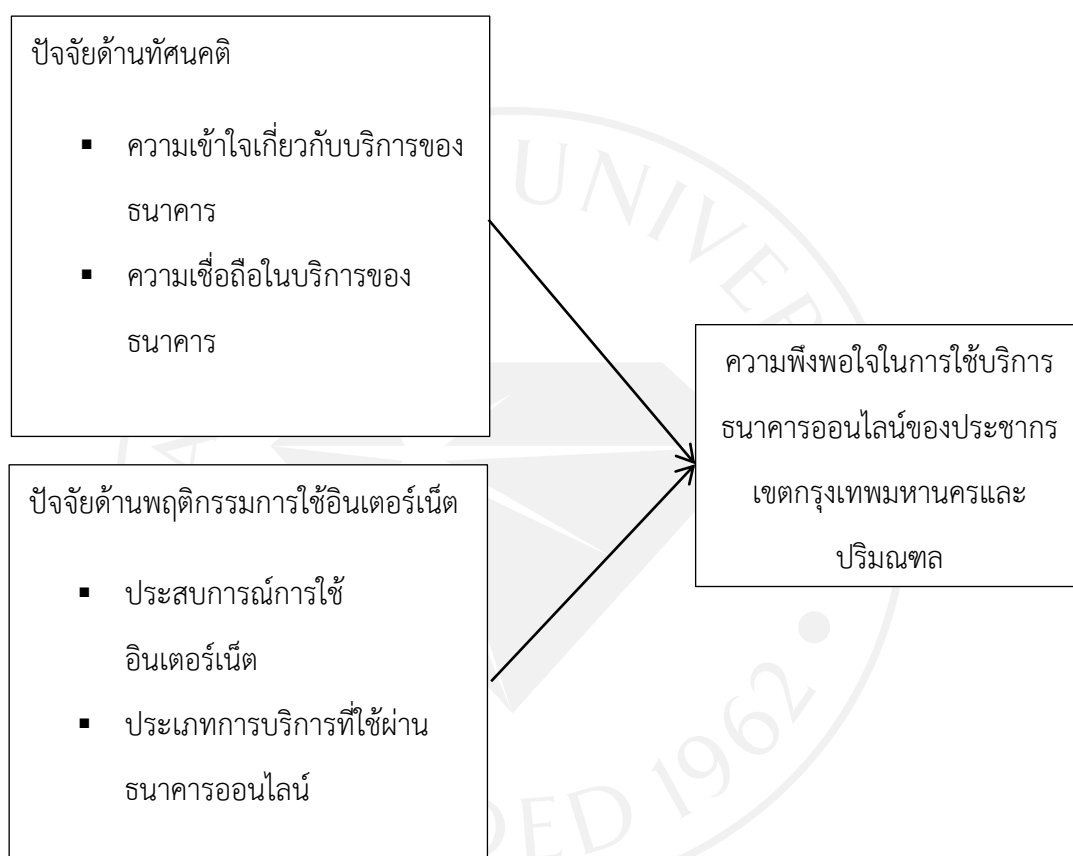 ปัจจัยด้านทัศนคติ
▪ ความเข้าใจเกี่ยวกับบริการของ
ธนาคาร
▪ ความเชื่อถือในบริการของ
ธนาคาร
ปัจจัยด้านพฤติกรรมการใช้อินเตอร์เน็ต
▪ ประสบการณ์การใช้
อินเตอร์เน็ต
▪ ประเภทการบริการที่ใช้ผ่าน
ธนาคารออนไลน์
ความพึงพอใจในการใช้บริการ
ธนาคารออนไลน์ของประชากร
เขตกรุงเทพมหานครและ
ปริมณฑล
1962